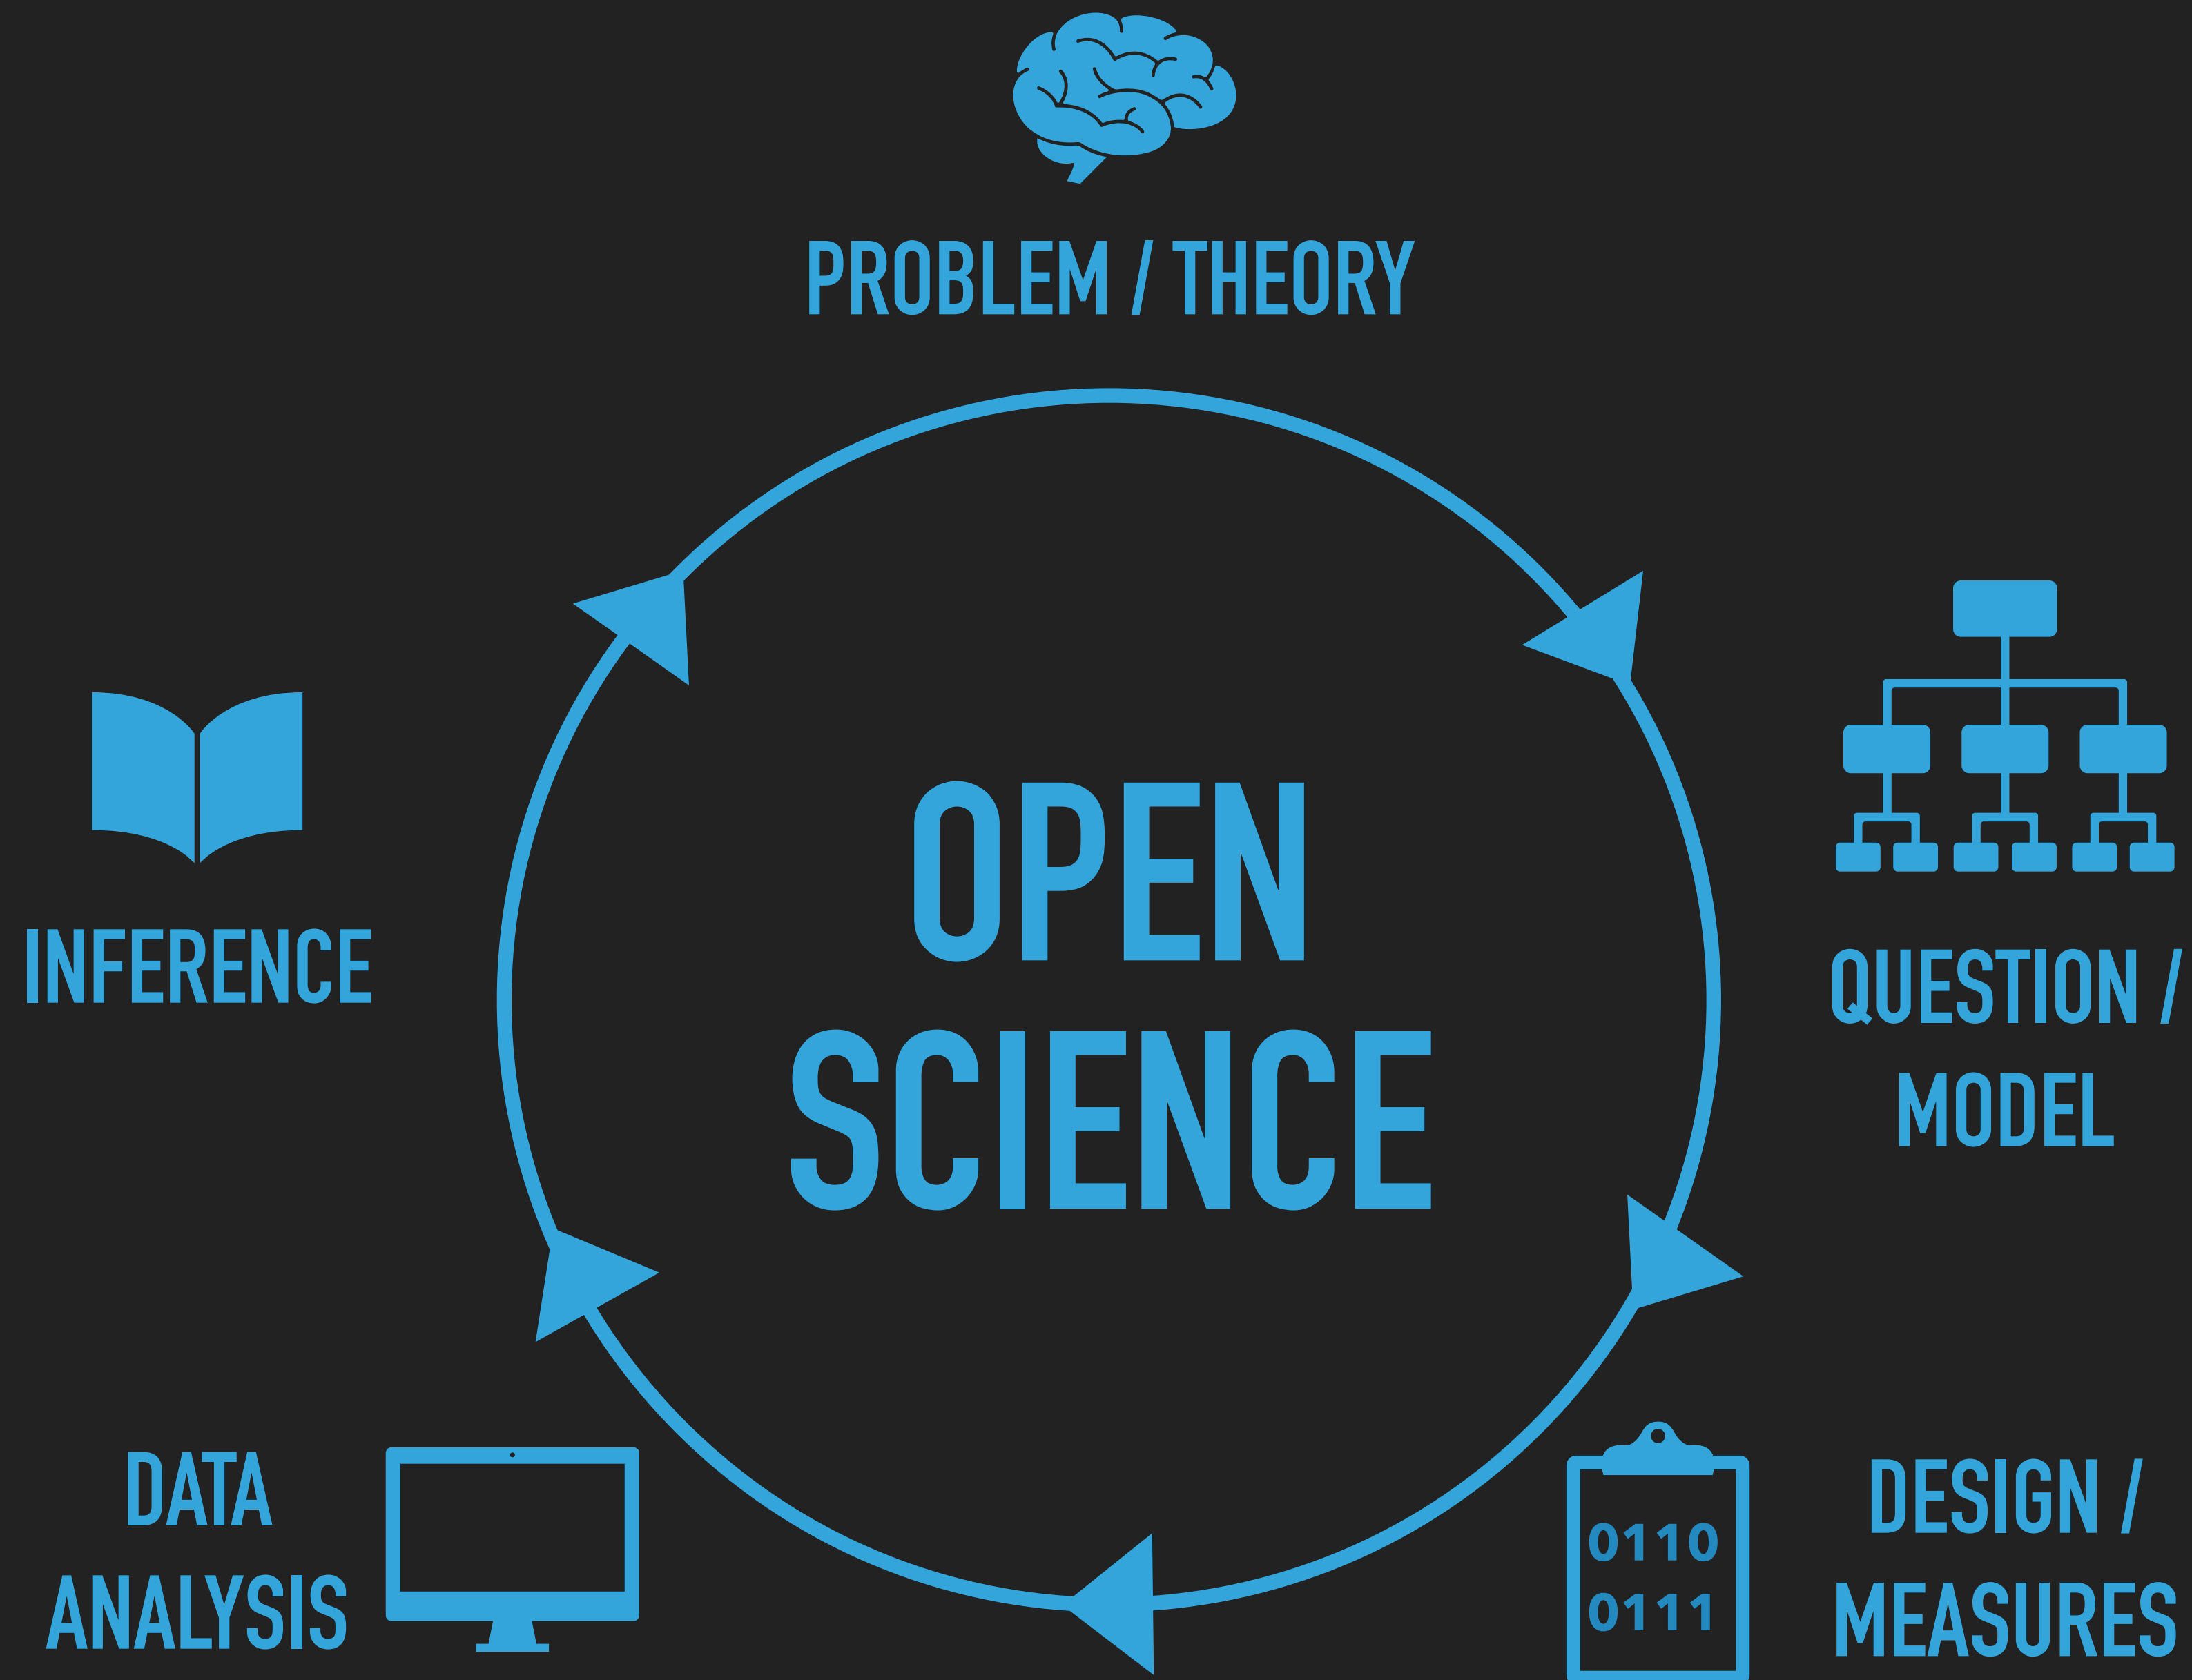 PROBLEM / THEORY
OPEN
SCIENCE
INFERENCE
QUESTION /
MODEL
DATA
ANALYSIS
0110
0111
DESIGN /
MEASURES